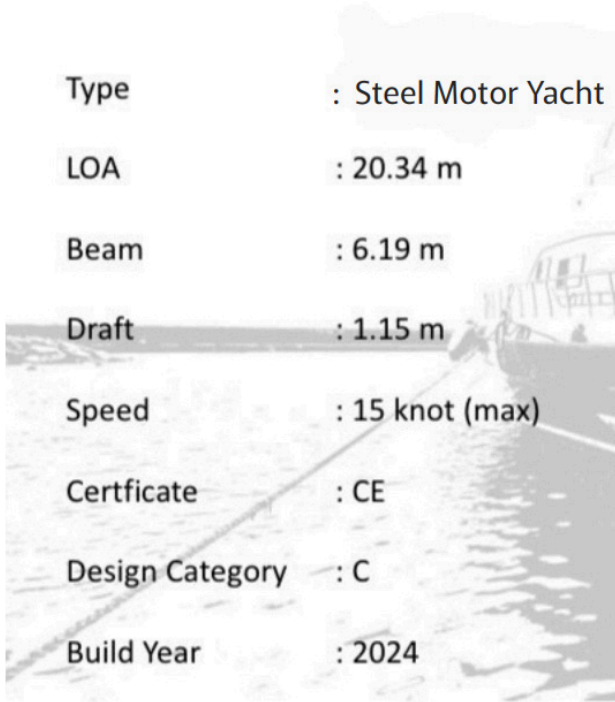 Type : Steel Motor Yacht
LOA : 20.34 m
Beam : 6.19 m
Draft : 1.15 m
Speed : 15 knot (max)
Certficate : CE
Design Category : C
Build Year : 2024